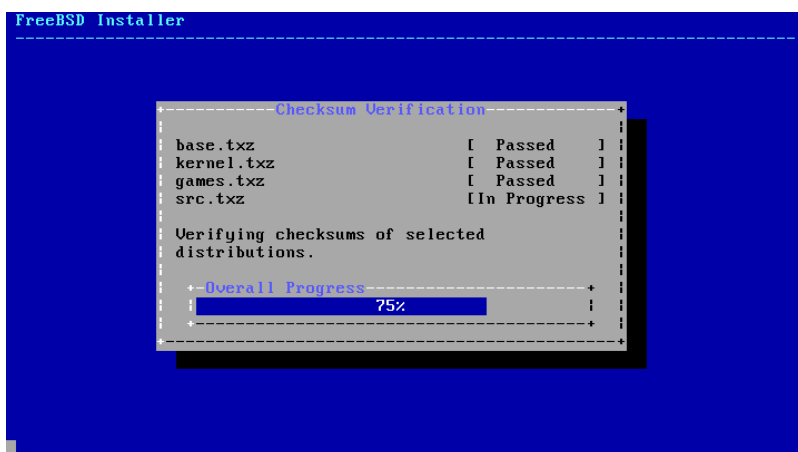 FreeBSD Installer
Checksum Verification
base.txz [ Passed ]
kernel.txz [ Passed ]
games.txz [ Passed ]
src.txz [In Progress ]
Verifying checksums of selected
distributions.
Overall Progress
75%